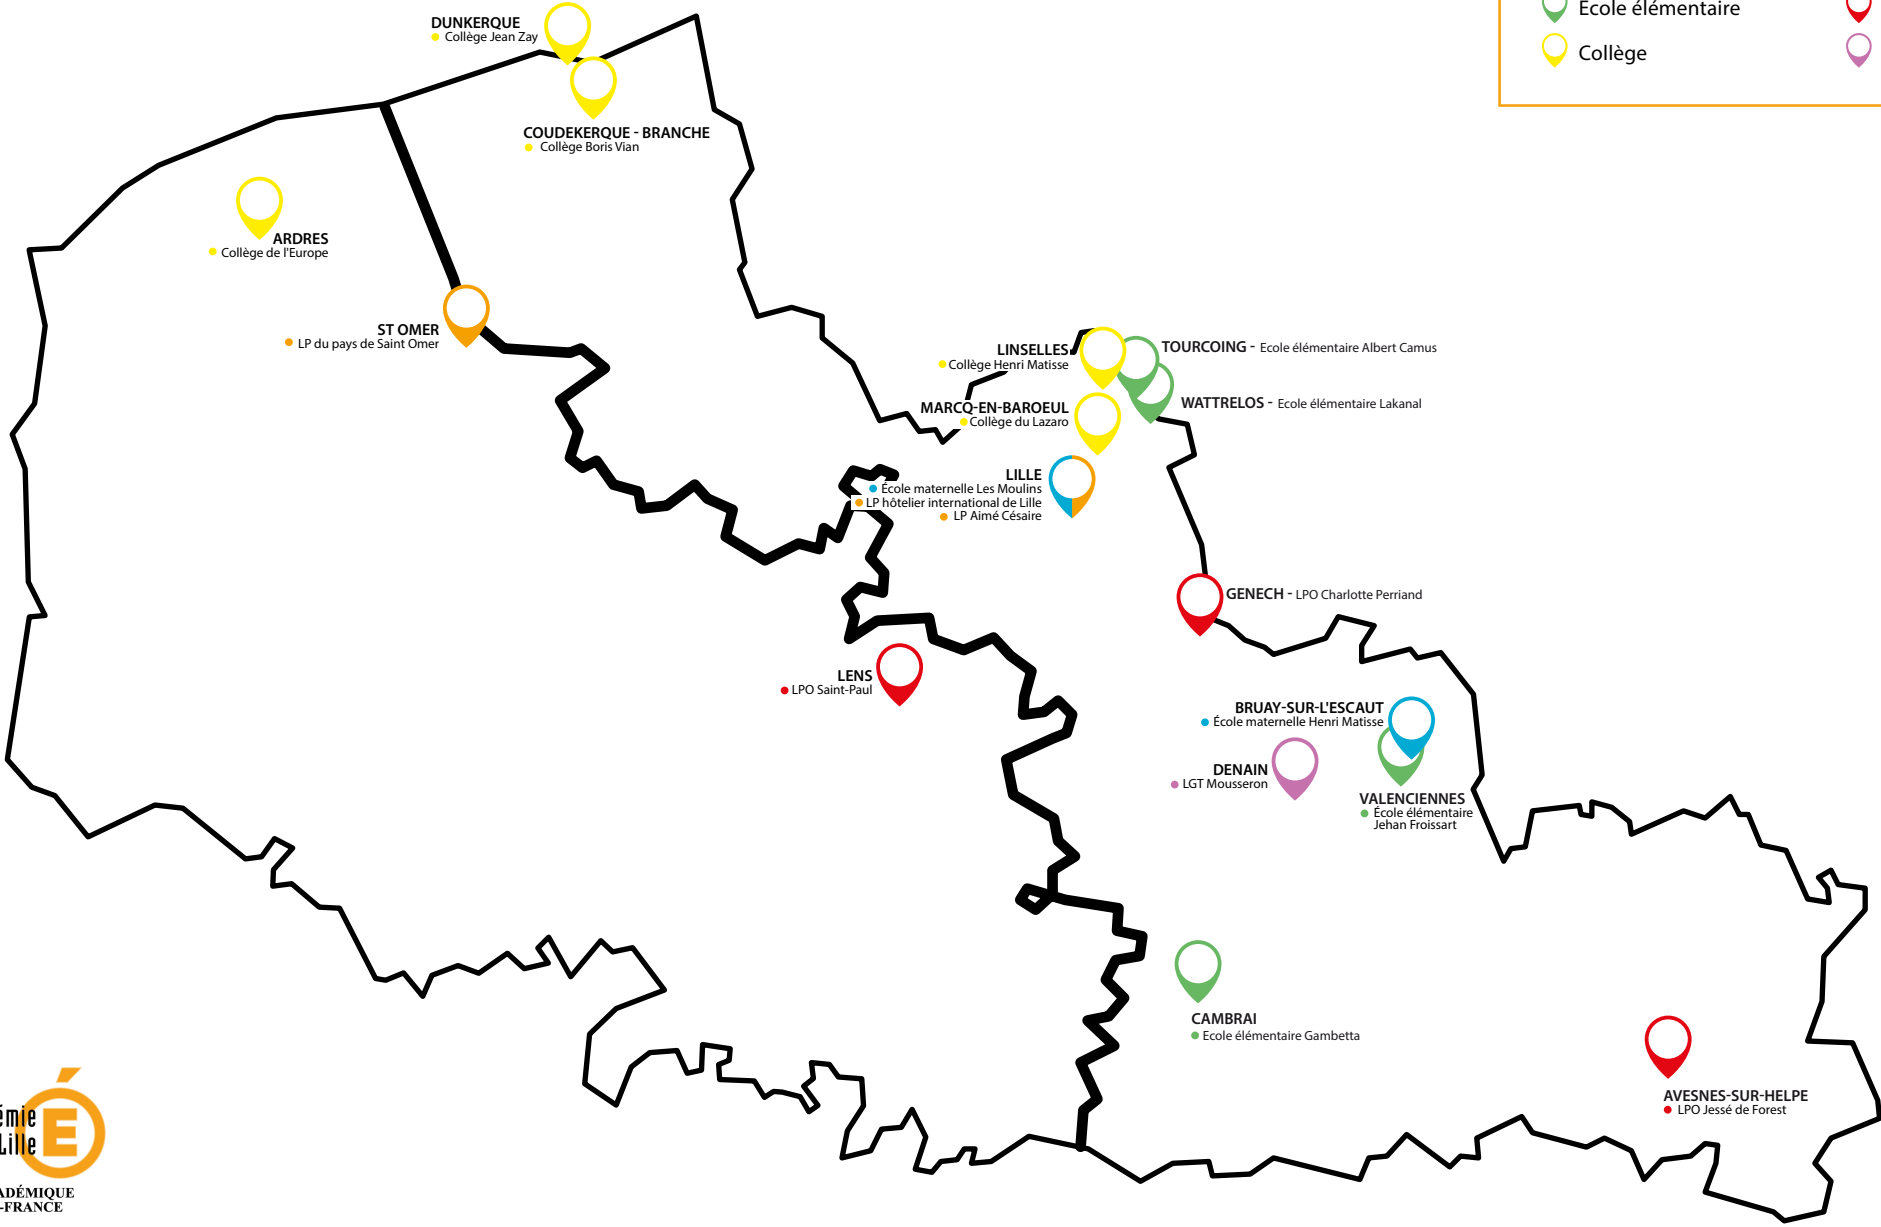 DUNKERQUE
Collège Jean Zay
Ecole élémentaire
Collège
COUDEKERQUE - BRANCHE
Collège Boris Vian
ARDRES
Collège de l'Europe
ST OMER
LP du pays de Saint Omer
LINSELLES
Collège Henri Matisse
TOURCOING - Ecole élémentaire Albert Camus
MARCQ-EN-BAROEUL
Collège du Lazaro
WATTRELOS - Ecole élémentaire Lakanal
LILLE
École maternelle Les Moulins
LP hôtelier international de Lille
LP Aimé Césaire
GENECH - LPO Charlotte Perriand
LENS
LPO Saint-Paul
BRUAY-SUR-L'ESCAUT
École maternelle Henri Matisse
DENAIN
LGT Mousseron
VALENCIENNES
École élémentaire
Jehan Froissart
CAMBRAI
Ecole élémentaire Gambetta
AVESNES-SUR-HELPE
LPO Jessé de Forest
émie
Lille
É
ADÉMIQUE
-FRANCE